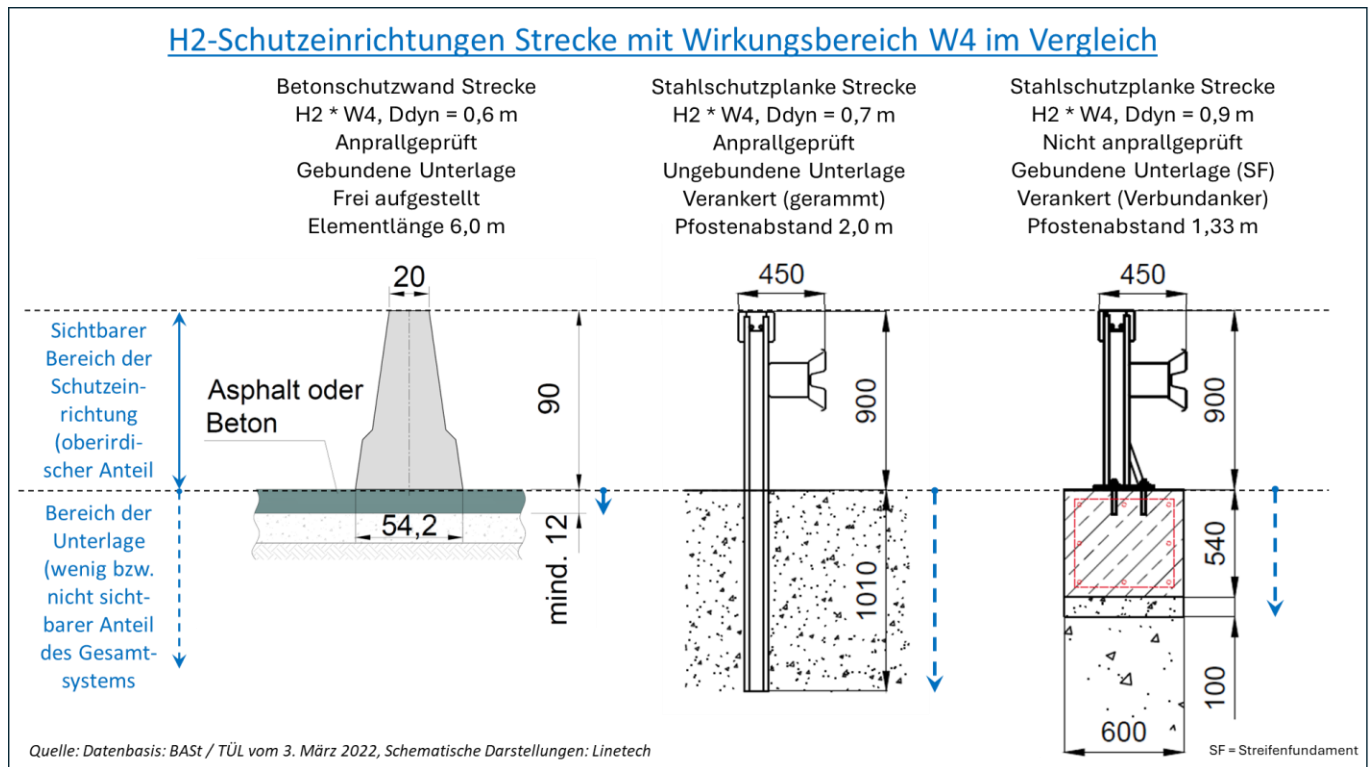 H2-Schutzeinrichtungen Strecke mit Wirkungsbereich W4 im Vergleich
Betonschutzwand Strecke
H2 * W4, Ddyn = 0,6 m
Anprallgeprüft
Gebundene Unterlage
Frei aufgestellt
Elementlänge 6,0 m
Stahlschutzplanke Strecke
H2 * W4, Ddyn = 0,7 m
Anprallgeprüft
Ungebundene Unterlage
Verankert (gerammt)
Pfostenabstand 2,0 m
Stahlschutzplanke Strecke
H2 * W4, Ddyn = 0,9 m
Nicht anprallgeprüft
Gebundene Unterlage (SF)
Verankert (Verbundanker)
Pfostenabstand 1,33 m
Sichtbarer
Bereich der
Schutzein-
richtung
(oberirdi-
scher Anteil
Bereich der
Unterlage
(wenig bzw.
nicht sicht-
barer Anteil
des Gesamt-
systems
20
Asphalt oder
Beton
90
54,2
mind. 12
450
900
1010
450
900
540
100
600
Quelle: Datenbasis: BASt / TÜL vom 3. März 2022, Schematische Darstellungen: Linetech
SF = Streifenfundament